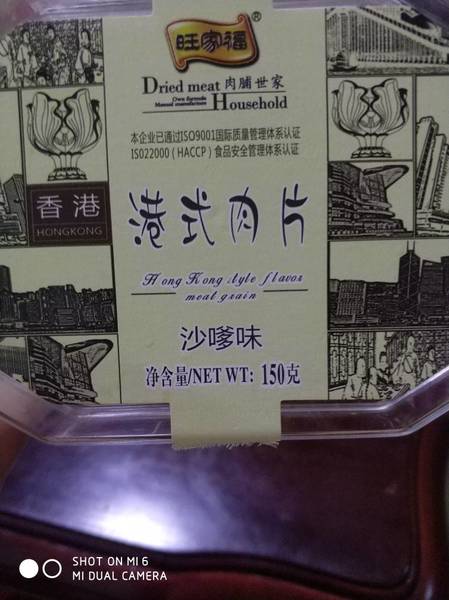 旺家福®
Dried meat 肉脯世家
Own formula
Manual manufacture
Household
本企业已通过ISO9001国际质量管理体系认证
ISO22000（HACCP）食品安全管理体系认证
香港
HONGKONG
港式肉片
Hong Kong style flavor
meat grain
沙嗲味
净含量/NET WT: 150克
SHOT ON MI 6
MI DUAL CAMERA